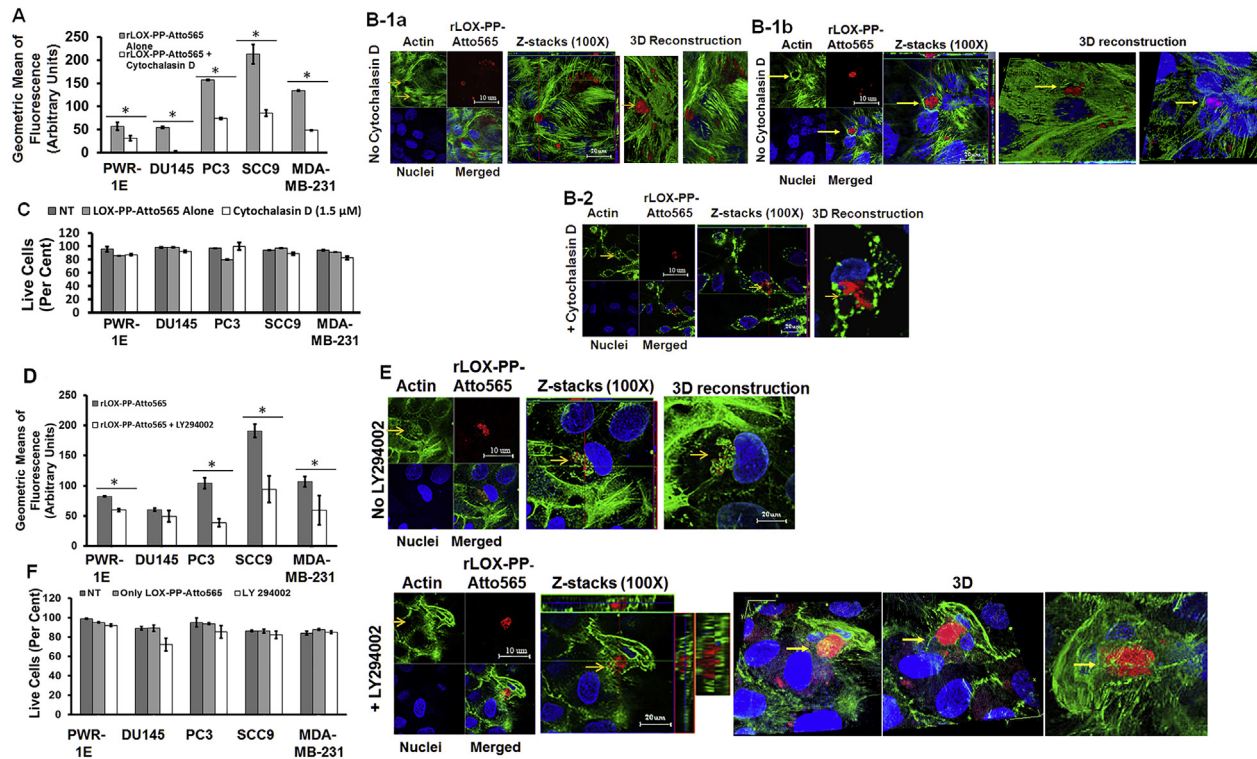 A
rLOX-PP-Atto565
Alone
rLOX-PP-Atto565 +
Cytochalasin D
Geometric Mean of
Fluorescence
(Arbitrary Units)
250
200
150
100
50
0
*
*
*
*
*
PWR-
1E
DU145
PC3
SCC9
MDA-
MB-231
B-1a
rLOX-PP-
Atto565
Actin
Z-stacks (100X)
3D Reconstruction
No Cytochalasin D
10 um
20um
Nuclei
Merged
B-1b
rLOX-PP-
Atto565
Actin
Z-stacks (100X)
3D reconstruction
No Cytochalasin D
10 um
20um
Nuclei
Merged
C
NT
LOX-PP-Atto565 Alone
Cytochalasin D (1.5 µM)
Live Cells
(Per Cent)
120
100
80
60
40
20
0
PWR-
1E
DU145
PC3
SCC9
MDA-
MB-231
B-2
Actin
rLOX-PP-
Atto565
Z-stacks (100X)
3D Reconstruction
+ Cytochalasin D
10 um
20um
Nuclei
Merged
D
rLOX-PP-Atto565
rLOX-PP-Atto565 + LY294002
Geometric Means of
Fluorescence
(Arbitrary Units)
250
200
150
100
50
0
*
*
*
*
PWR-
1E
DU145
PC3
SCC9
MDA-
MB-231
E
rLOX-PP-
Atto565
Actin
Z-stacks (100X)
3D reconstruction
No LY294002
10 um
20um
Nuclei
Merged
F
NT
Only LOX-PP-Atto565
LY 294002
Live Cells (Per Cent)
120
100
80
60
40
20
0
PWR-
1E
DU145
PC3
SCC9
MDA-
MB-231
rLOX-PP-
Atto565
Actin
Z-stacks (100X)
3D
+ LY294002
10 um
20um
Nuclei
Merged